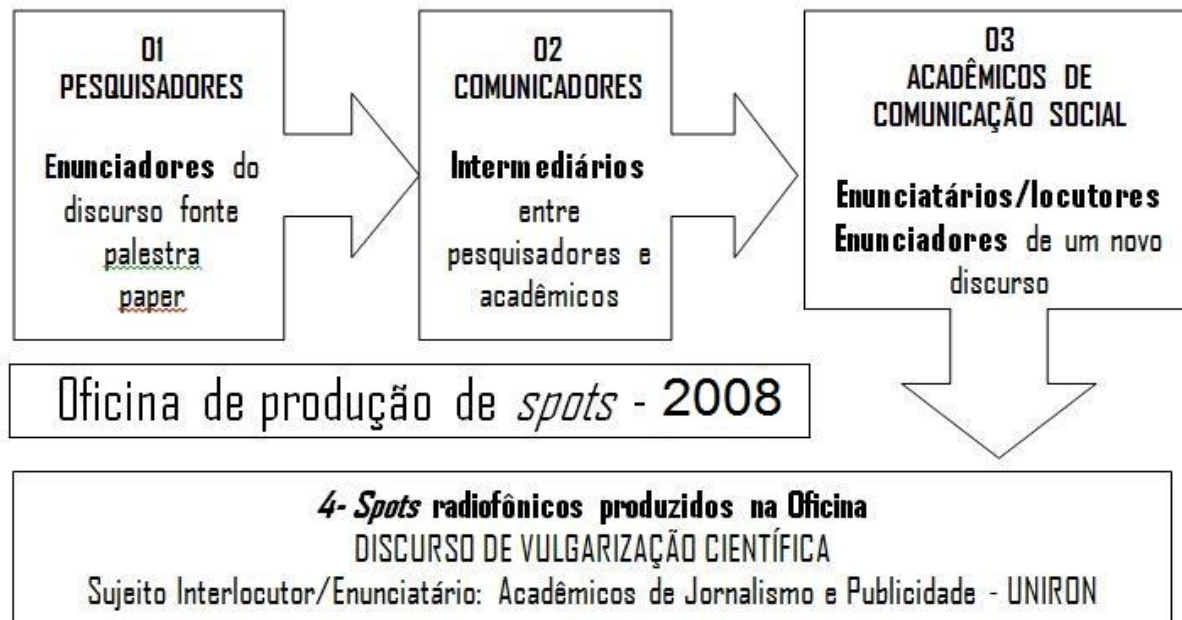 01
PESQUISADORES
Enunciadores do
discurso fonte
palestra
paper
02
COMUNICADORES
Intermediários
entre
pesquisadores e
acadêmicos
03
ACADÊMICOS DE
COMUNICAÇÃO SOCIAL
Enunciatários/locutores
Enunciadores de um novo
discurso
Oficina de produção de spots - 2008
4- Spots radiofônicos produzidos na Oficina
DISCURSO DE VULGARIZAÇÃO CIENTÍFICA
Sujeito Interlocutor/Enunciatário: Acadêmicos de Jornalismo e Publicidade - UNIRON